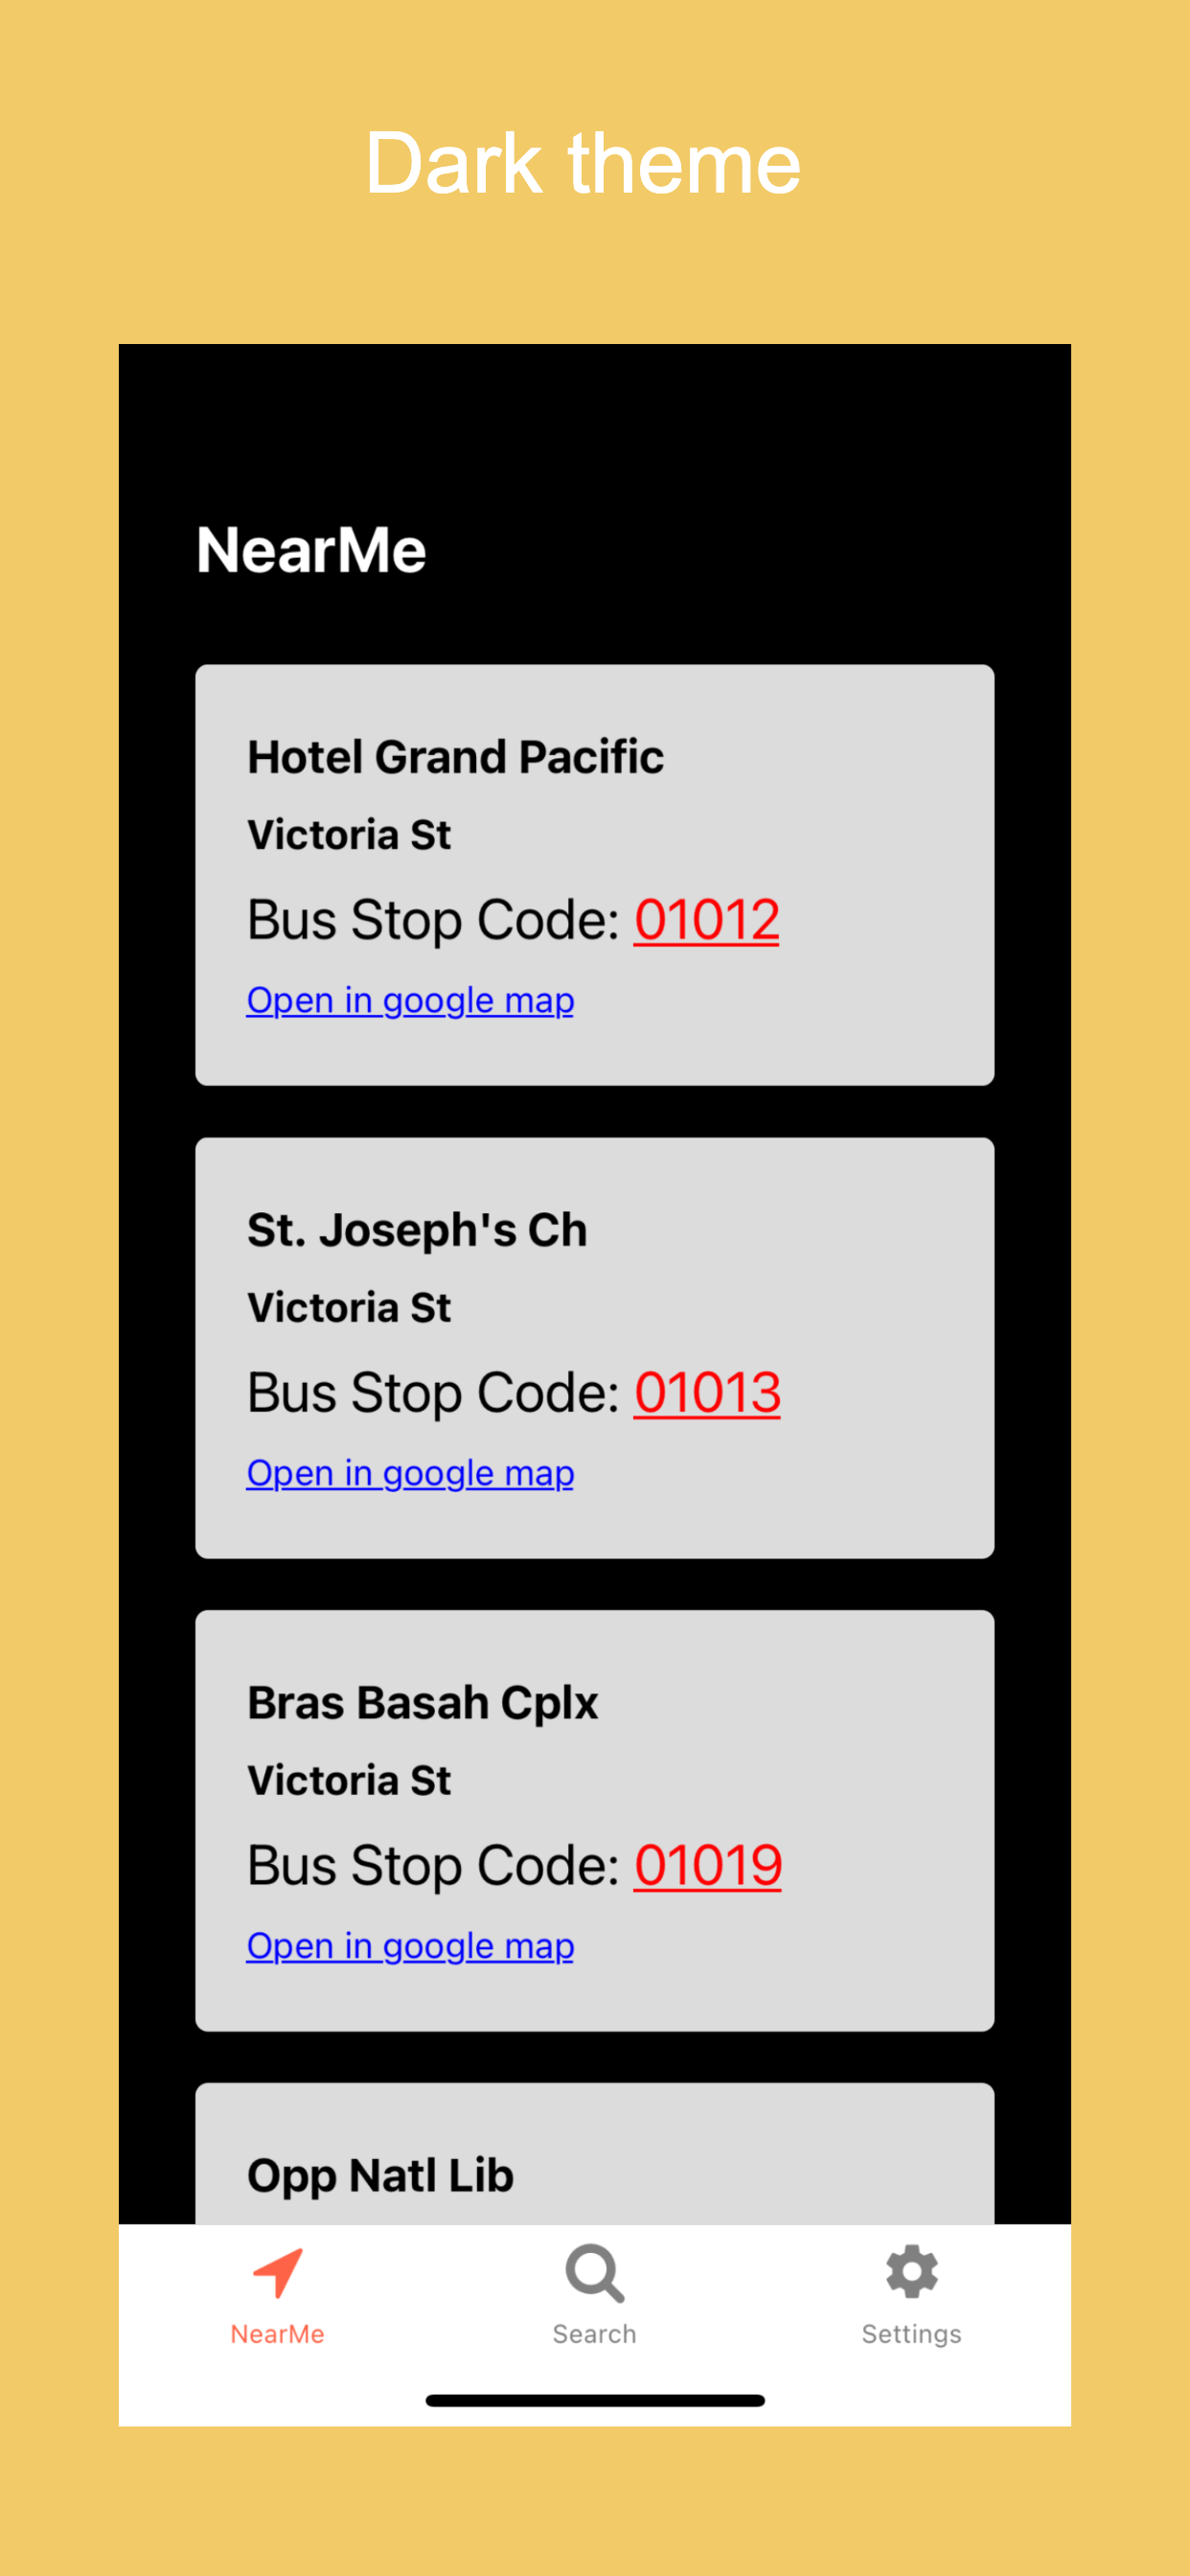 Dark theme
NearMe
Hotel Grand Pacific
Victoria St
Bus Stop Code: 01012
Open in google map
St. Joseph's Ch
Victoria St
Bus Stop Code: 01013
Open in google map
Bras Basah Cplx
Victoria St
Bus Stop Code: 01019
Open in google map
Opp Natl Lib
NearMe
Search
Settings